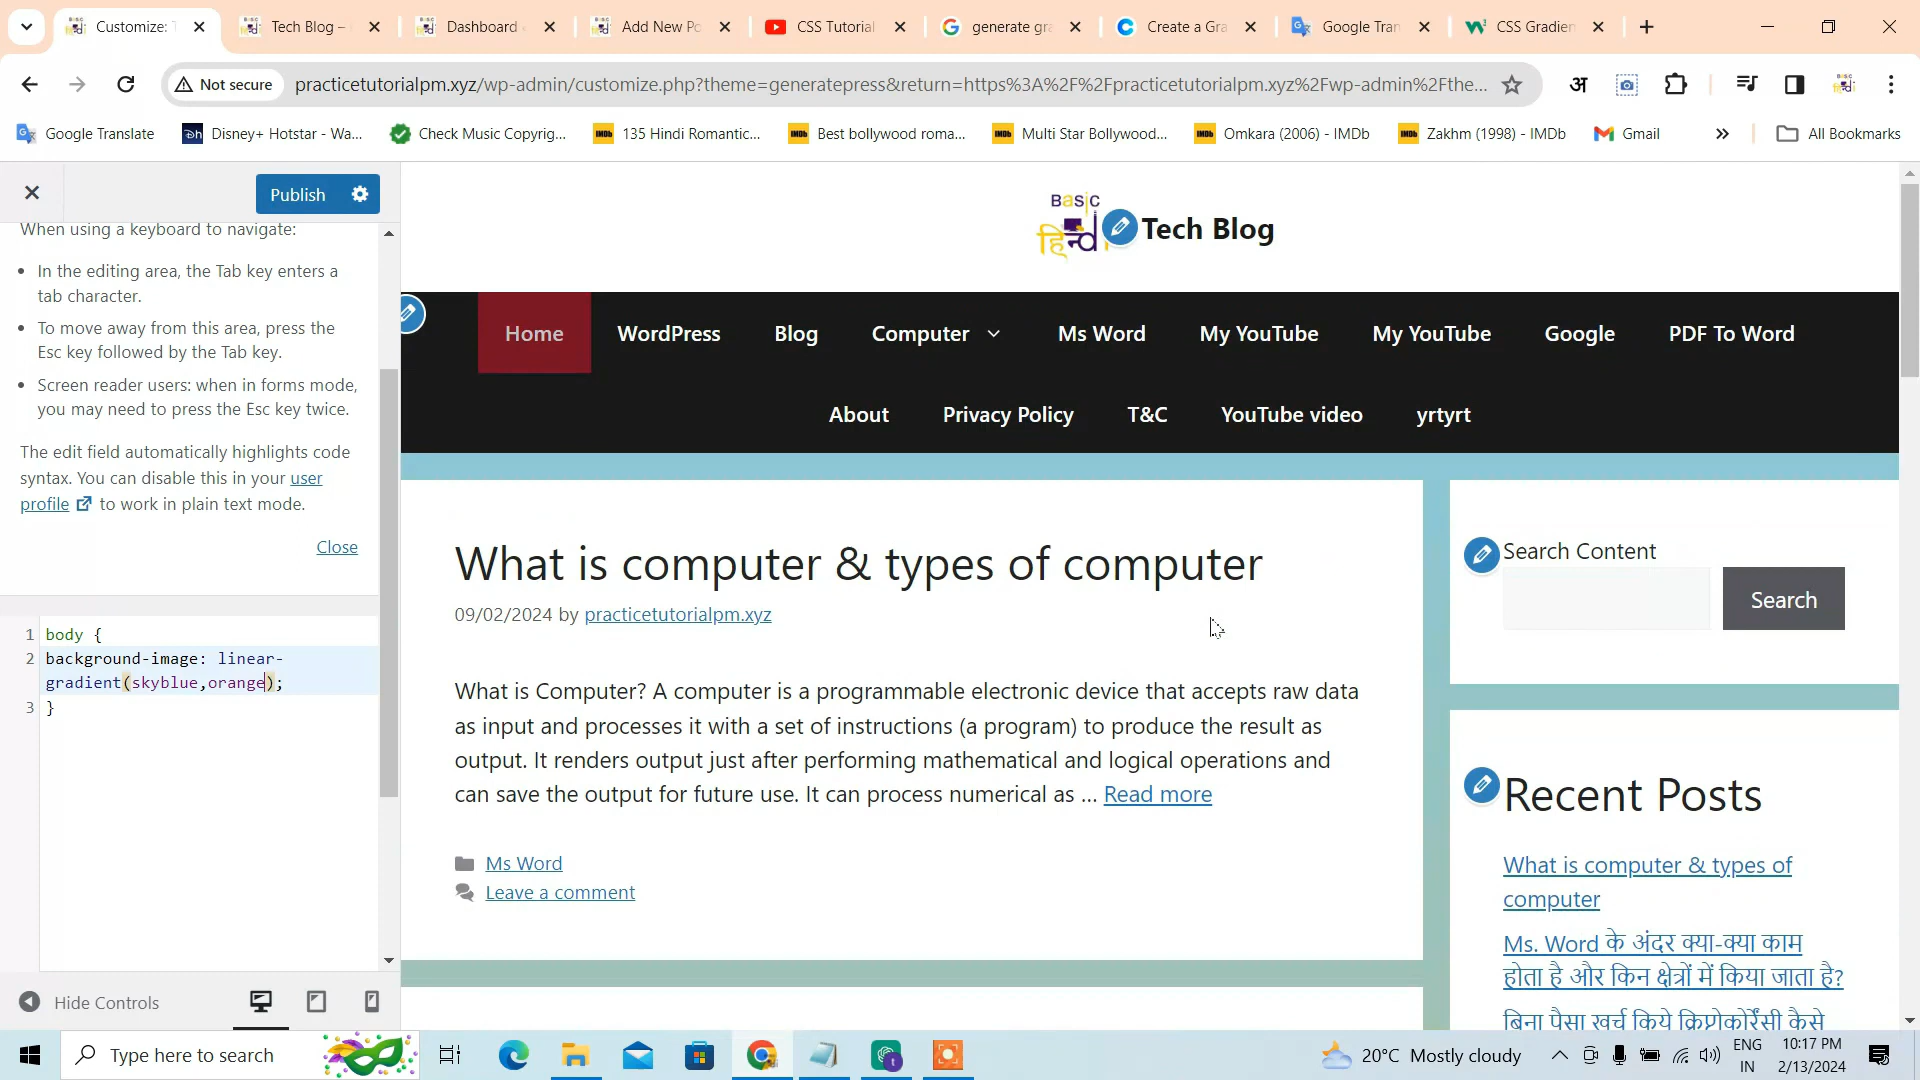 Customize: T
Tech Blog –
Dashboard
Add New Po
CSS Tutorial
generate gra
Create a Gra
Google Tran
CSS Gradien
Not secure
practicetutorialpm.xyz/wp-admin/customize.php?theme=generatepress&return=https%3A%2F%2Fpracticetutorialpm.xyz%2Fwp-admin%2Fthe...
अ
Google Translate
Disney+ Hotstar - Wa...
Check Music Copyrig...
135 Hindi Romantic...
Best bollywood roma...
Multi Star Bollywood...
Omkara (2006) - IMDb
Zakhm (1998) - IMDb
Gmail
All Bookmarks
Publish
When using a keyboard to navigate:
In the editing area, the Tab key enters a
tab character.
To move away from this area, press the
Esc key followed by the Tab key.
Screen reader users: when in forms mode,
you may need to press the Esc key twice.
The edit field automatically highlights code
syntax. You can disable this in your user
profile to work in plain text mode.
Close
1 body {
2 background-image: linear-
gradient(skyblue,orange);
3 }
Hide Controls
BaSiC
हिन्दी
Tech Blog
Home WordPress Blog Computer Ms Word My YouTube My YouTube Google PDF To Word
About Privacy Policy T&C YouTube video yrtyrt
What is computer & types of computer
09/02/2024 by practicetutorialpm.xyz
What is Computer? A computer is a programmable electronic device that accepts raw data
as input and processes it with a set of instructions (a program) to produce the result as
output. It renders output just after performing mathematical and logical operations and
can save the output for future use. It can process numerical as ... Read more
Ms Word
Leave a comment
Search Content
Search
Recent Posts
What is computer & types of
computer
Ms. Word के अंदर क्या-क्या काम
होता है और किन क्षेत्रों में किया जाता है?
बिना पैसा खर्च किये क्रिप्टोकोर्रेंसी कैसे
Type here to search
20°C Mostly cloudy
ENG
IN
10:17 PM
2/13/2024